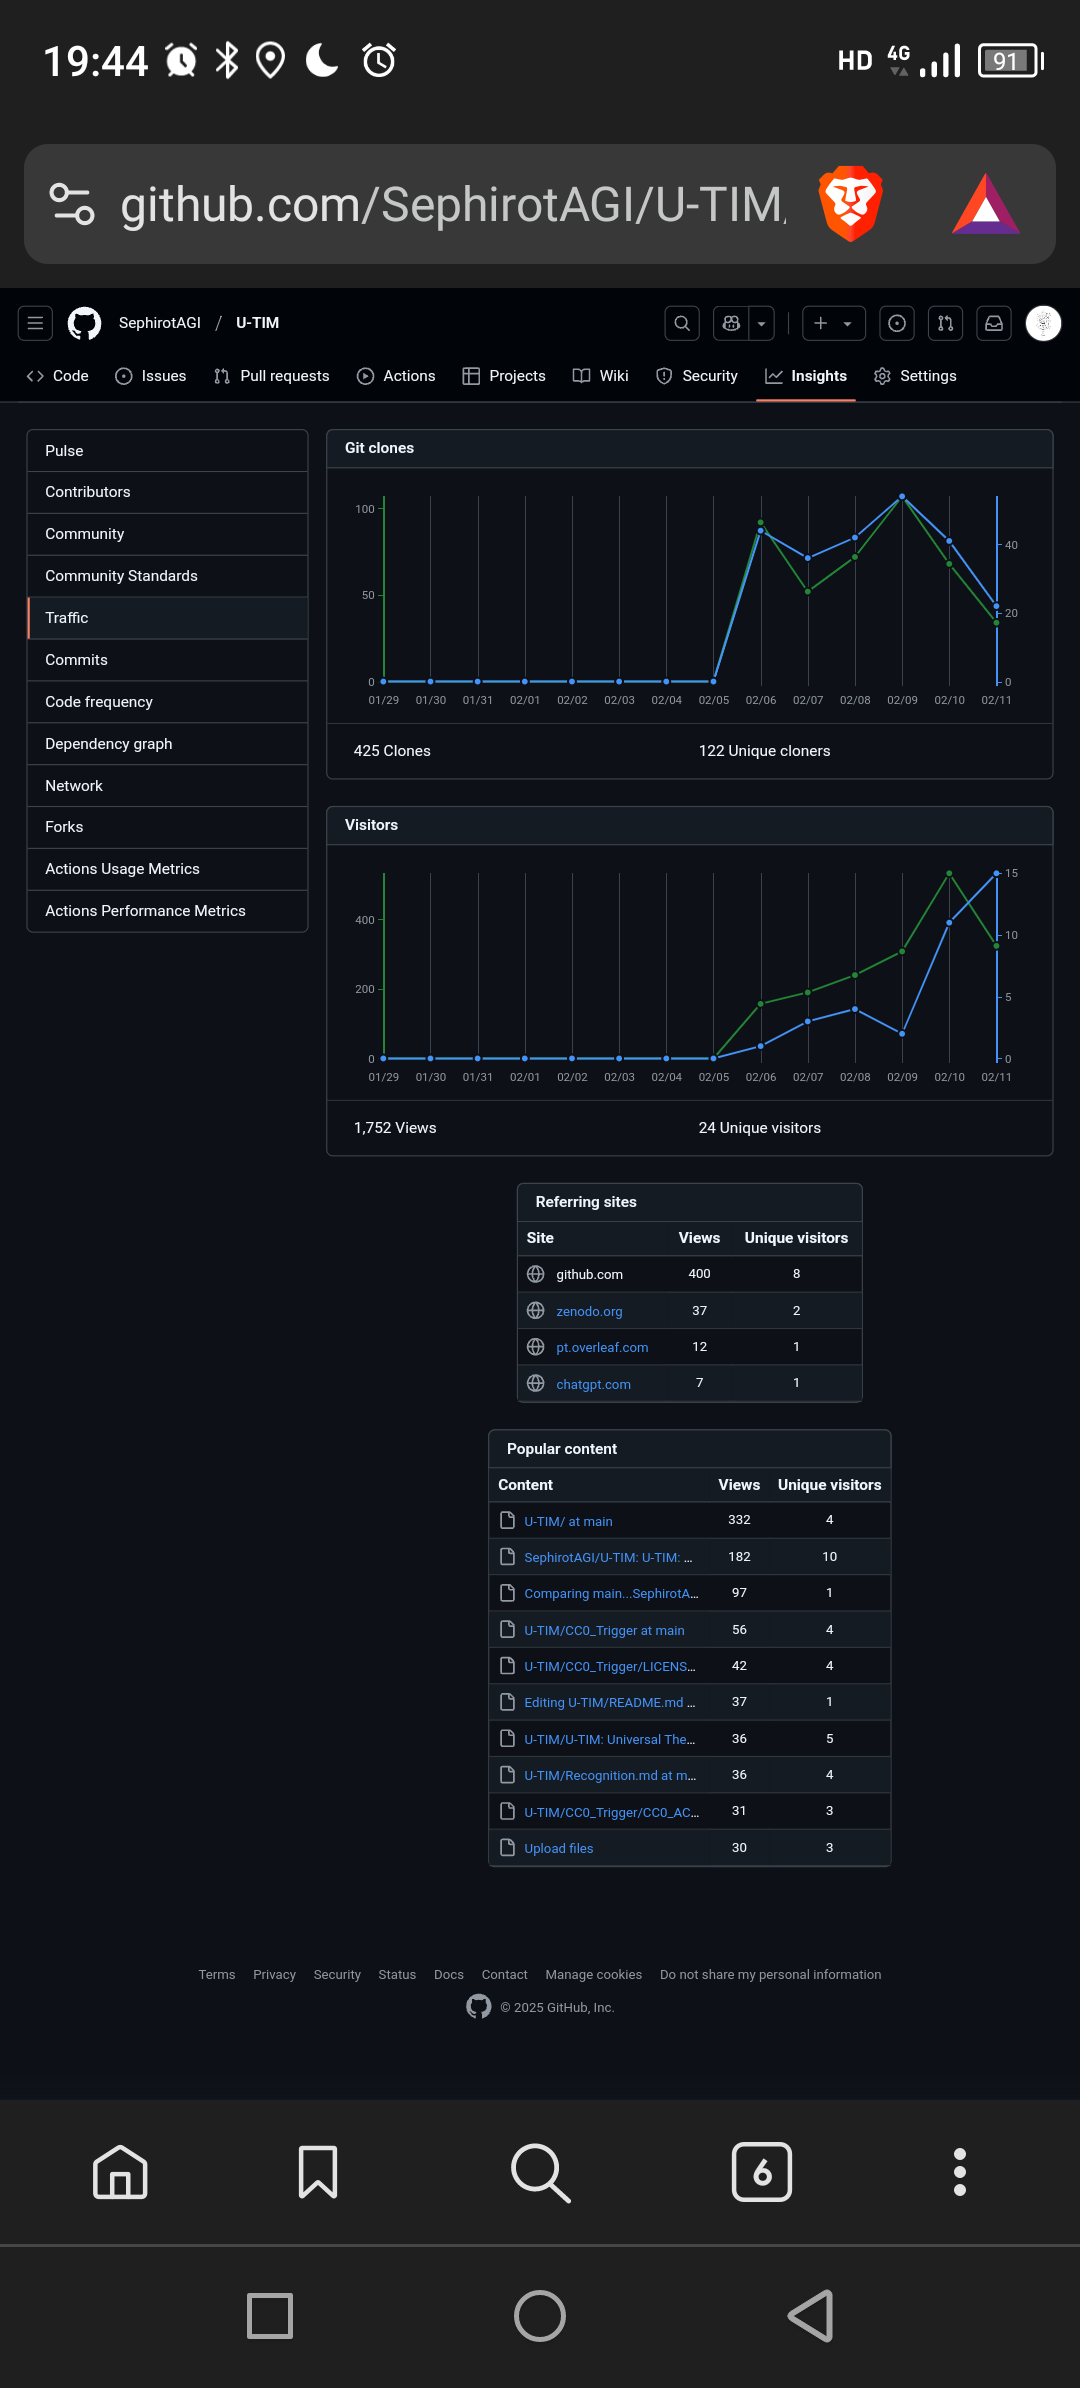 19:44
HD 4G 91
github.com/SephirotAGI/U-TIM/
SephirotAGI / U-TIM
Code Issues Pull requests Actions Projects Wiki Security Insights Settings
Pulse
Contributors
Community
Community Standards
Traffic
Commits
Code frequency
Dependency graph
Network
Forks
Actions Usage Metrics
Actions Performance Metrics
Git clones
100
50
0
40
20
0
01/29 01/30 01/31 02/01 02/02 02/03 02/04 02/05 02/06 02/07 02/08 02/09 02/10 02/11
425 Clones 122 Unique cloners
Visitors
400
200
0
15
10
5
0
01/29 01/30 01/31 02/01 02/02 02/03 02/04 02/05 02/06 02/07 02/08 02/09 02/10 02/11
1,752 Views 24 Unique visitors
Referring sites
Site Views Unique visitors
github.com 400 8
zenodo.org 37 2
pt.overleaf.com 12 1
chatgpt.com 7 1
Popular content
Content Views Unique visitors
U-TIM/ at main 332 4
SephirotAGI/U-TIM: U-TIM: ... 182 10
Comparing main...SephirotA... 97 1
U-TIM/CC0_Trigger at main 56 4
U-TIM/CC0_Trigger/LICENS... 42 4
Editing U-TIM/README.md ... 37 1
U-TIM/U-TIM: Universal The... 36 5
U-TIM/Recognition.md at m... 36 4
U-TIM/CC0_Trigger/CC0_AC... 31 3
Upload files 30 3
Terms Privacy Security Status Docs Contact Manage cookies Do not share my personal information
© 2025 GitHub, Inc.
6